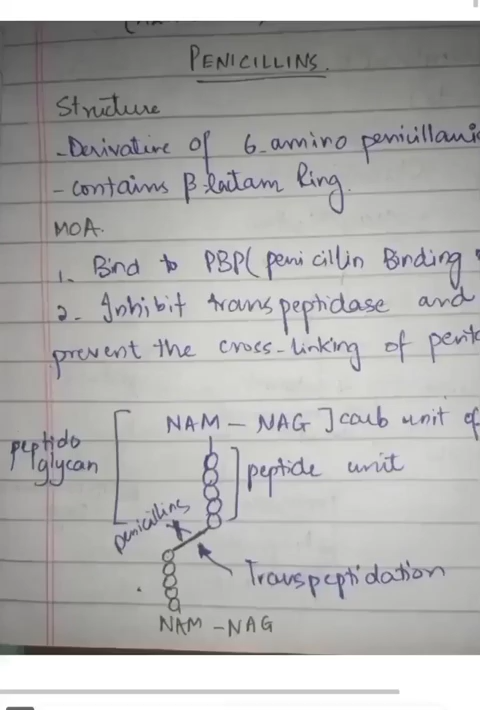 PENICILLINS.
Structure
- Derivative of 6-amino penicillani
- contains β-latam Ring.
MOA.
1. Bind to PBP( penicillin Binding
2. Inhibit transpeptidase and
prevent the cross-linking of pent
NAM - NAG ] carb unit of
peptido
glycan
] peptide unit
penicillins
Transpeptidation
NAM - NAG